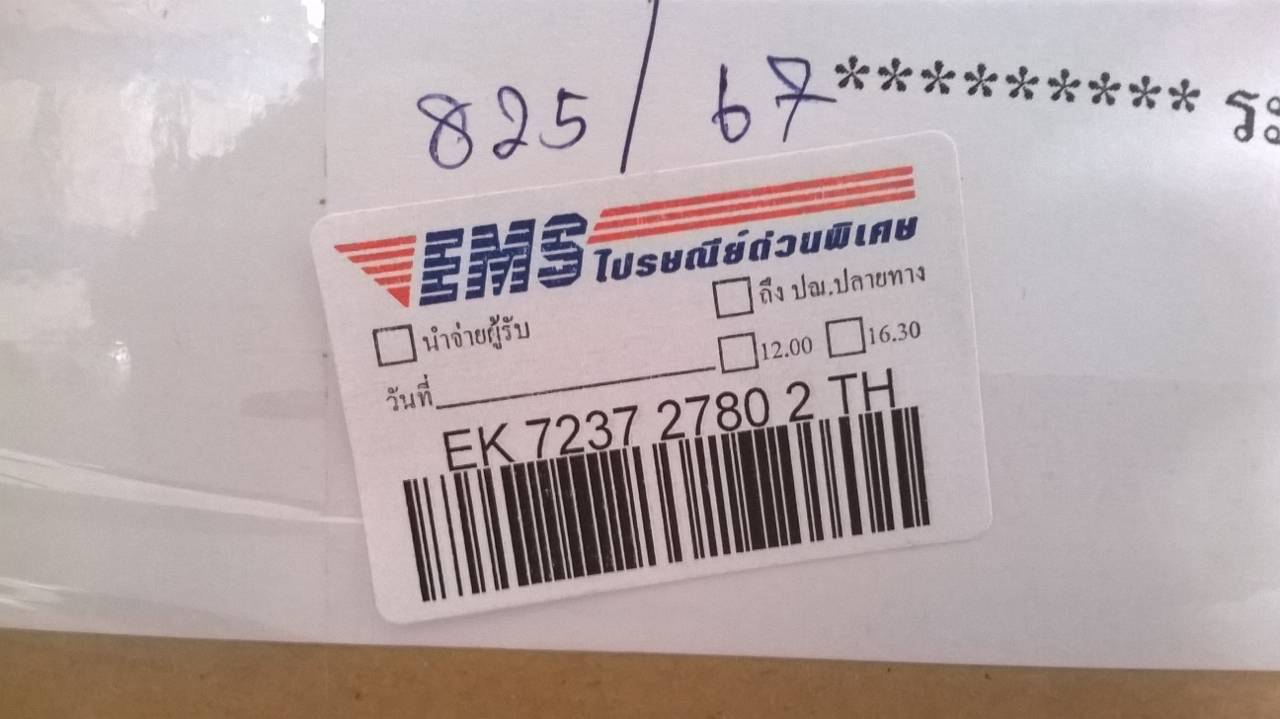 825/67********* ระ
EMS ไปรษณีย์ด่วนพิเศษ
ถึง ปณ.ปลายทาง
นำจ่ายผู้รับ
12.00 16.30
วันที่
EK 7237 2780 2 TH